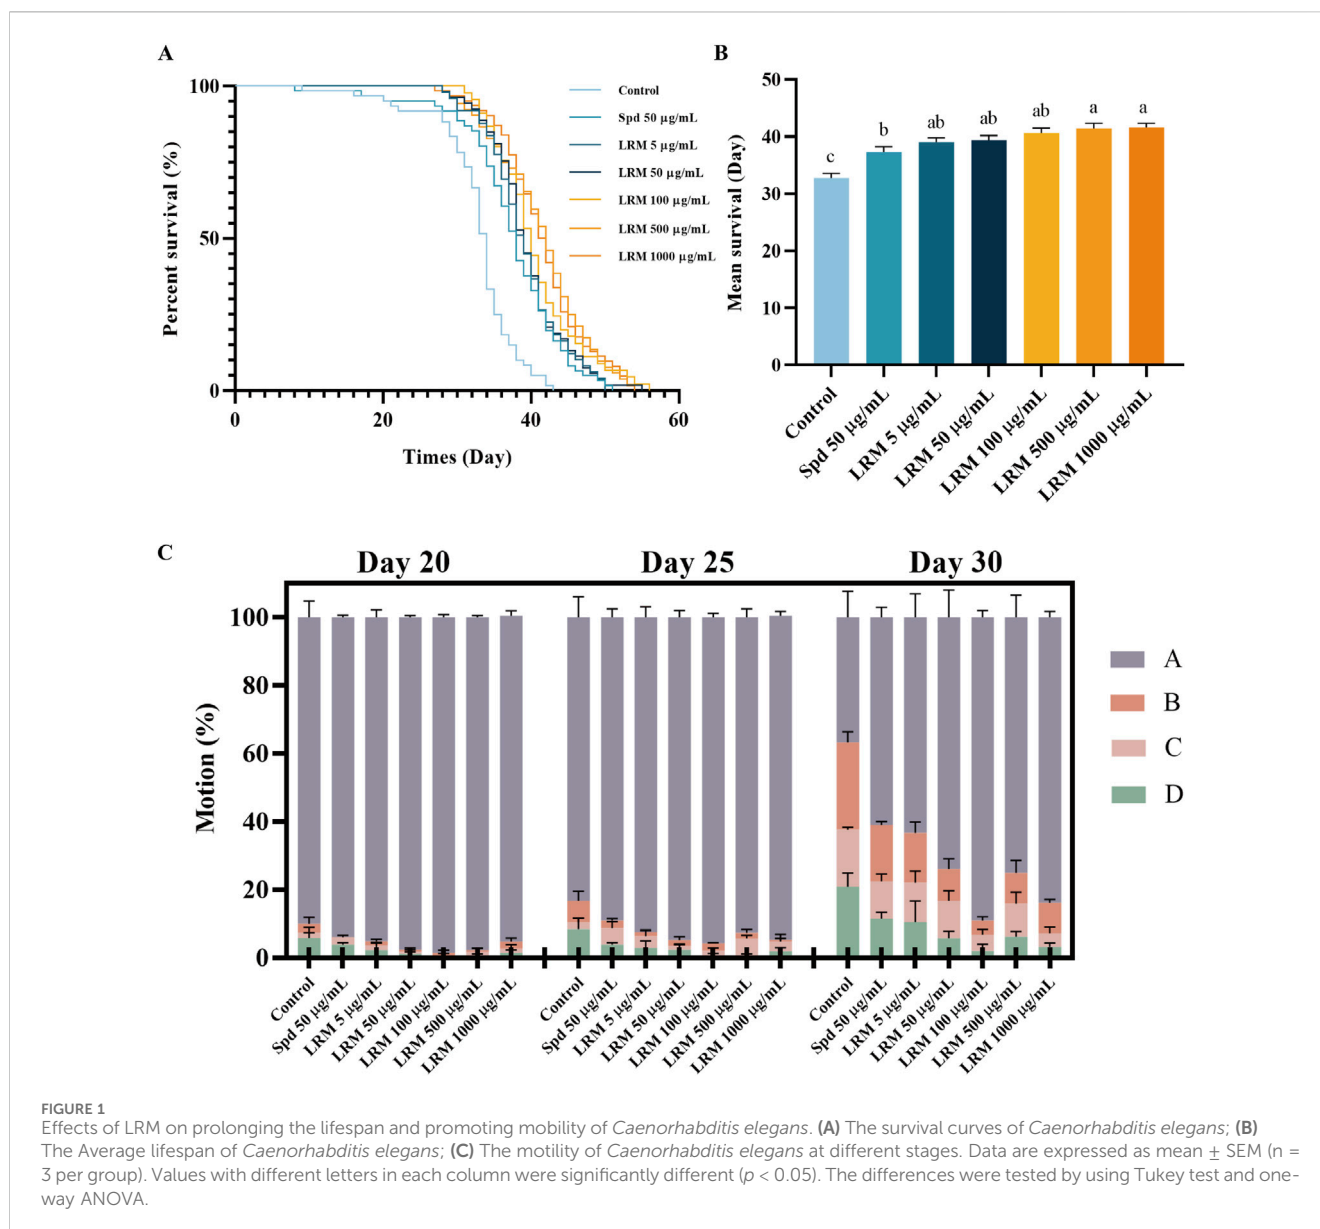 A
Percent survival (%)
100
50
0
0 20 40 60
Times (Day)
Control
Spd 50 µg/mL
LRM 5 µg/mL
LRM 50 µg/mL
LRM 100 µg/mL
LRM 500 µg/mL
LRM 1000 µg/mL
B
Mean survival (Day)
50
40
30
20
10
0
c b ab ab ab a a
Control
Spd 50 µg/mL
LRM 5 µg/mL
LRM 50 µg/mL
LRM 100 µg/mL
LRM 500 µg/mL
LRM 1000 µg/mL
C
Day 20 Day 25 Day 30
Motion (%)
100
80
60
40
20
0
Control
Spd 50 µg/mL
LRM 5 µg/mL
LRM 50 µg/mL
LRM 100 µg/mL
LRM 500 µg/mL
LRM 1000 µg/mL
Control
Spd 50 µg/mL
LRM 5 µg/mL
LRM 50 µg/mL
LRM 100 µg/mL
LRM 500 µg/mL
LRM 1000 µg/mL
Control
Spd 50 µg/mL
LRM 5 µg/mL
LRM 50 µg/mL
LRM 100 µg/mL
LRM 500 µg/mL
LRM 1000 µg/mL
A
B
C
D
FIGURE 1
Effects of LRM on prolonging the lifespan and promoting mobility of Caenorhabditis elegans. (A) The survival curves of Caenorhabditis elegans; (B)
The Average lifespan of Caenorhabditis elegans; (C) The motility of Caenorhabditis elegans at different stages. Data are expressed as mean ± SEM (n =
3 per group). Values with different letters in each column were significantly different (p < 0.05). The differences were tested by using Tukey test and one-
way ANOVA.